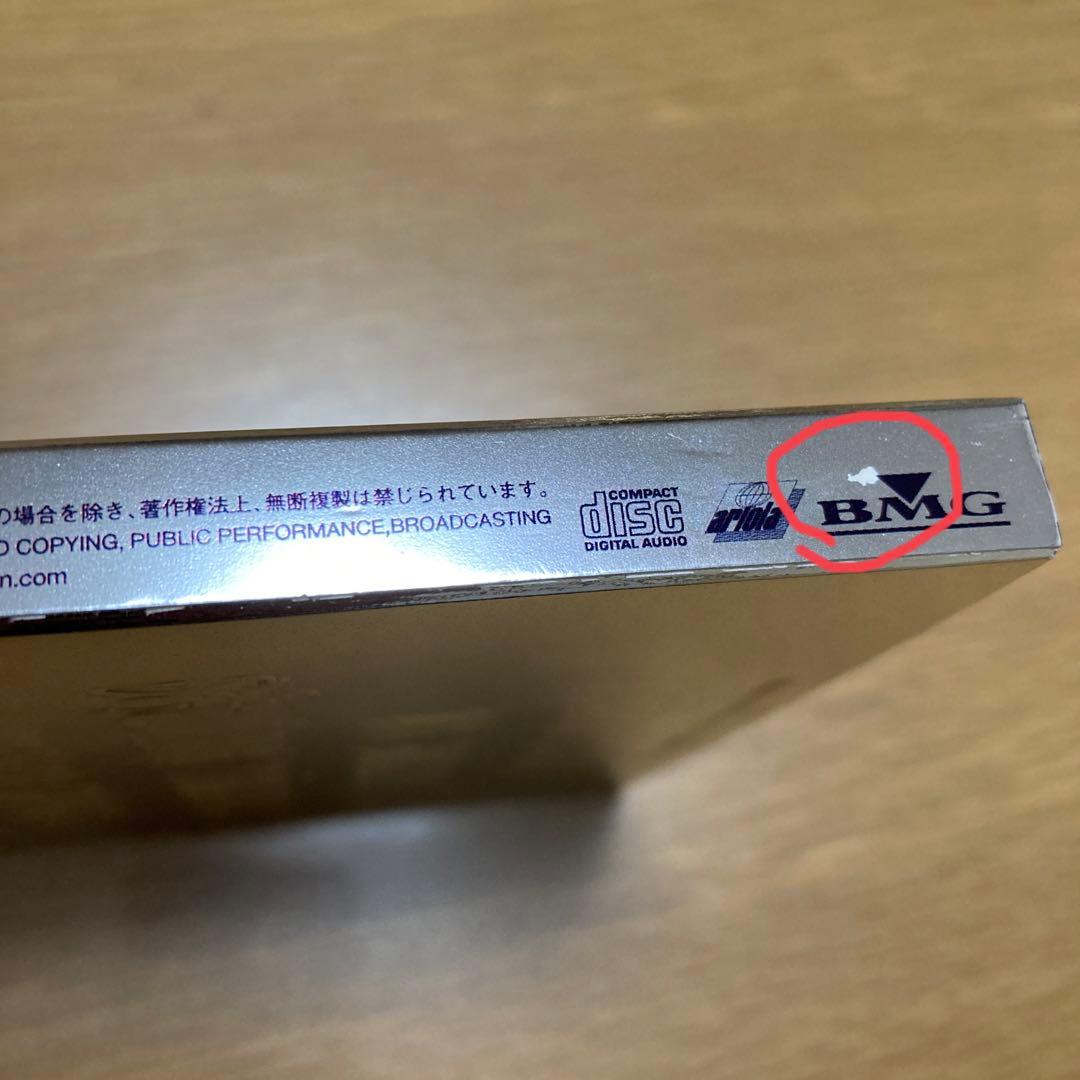 の場合を除き、著作権法上、無断複製は禁じられています。
D COPYING, PUBLIC PERFORMANCE,BROADCASTING
n.com
COMPACT
disc
DIGITAL AUDIO
ariola
BMG